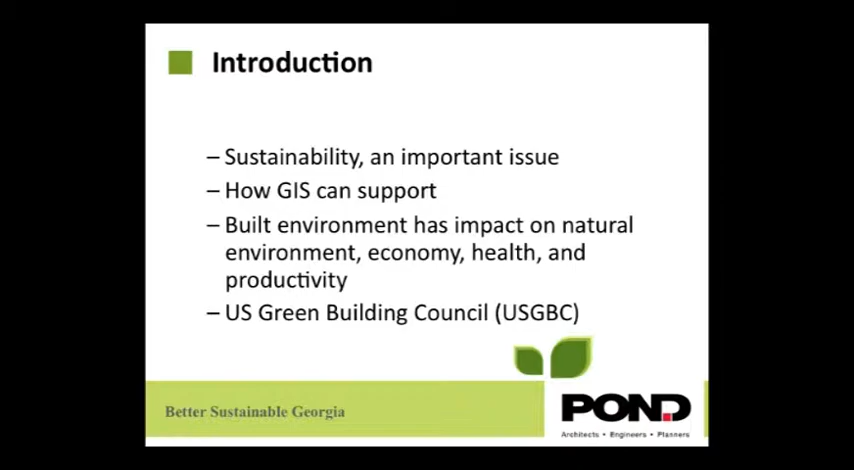 Introduction
– Sustainability, an important issue
– How GIS can support
– Built environment has impact on natural
environment, economy, health, and
productivity
– US Green Building Council (USGBC)
Better Sustainable Georgia
POND
Architects • Engineers • Planners